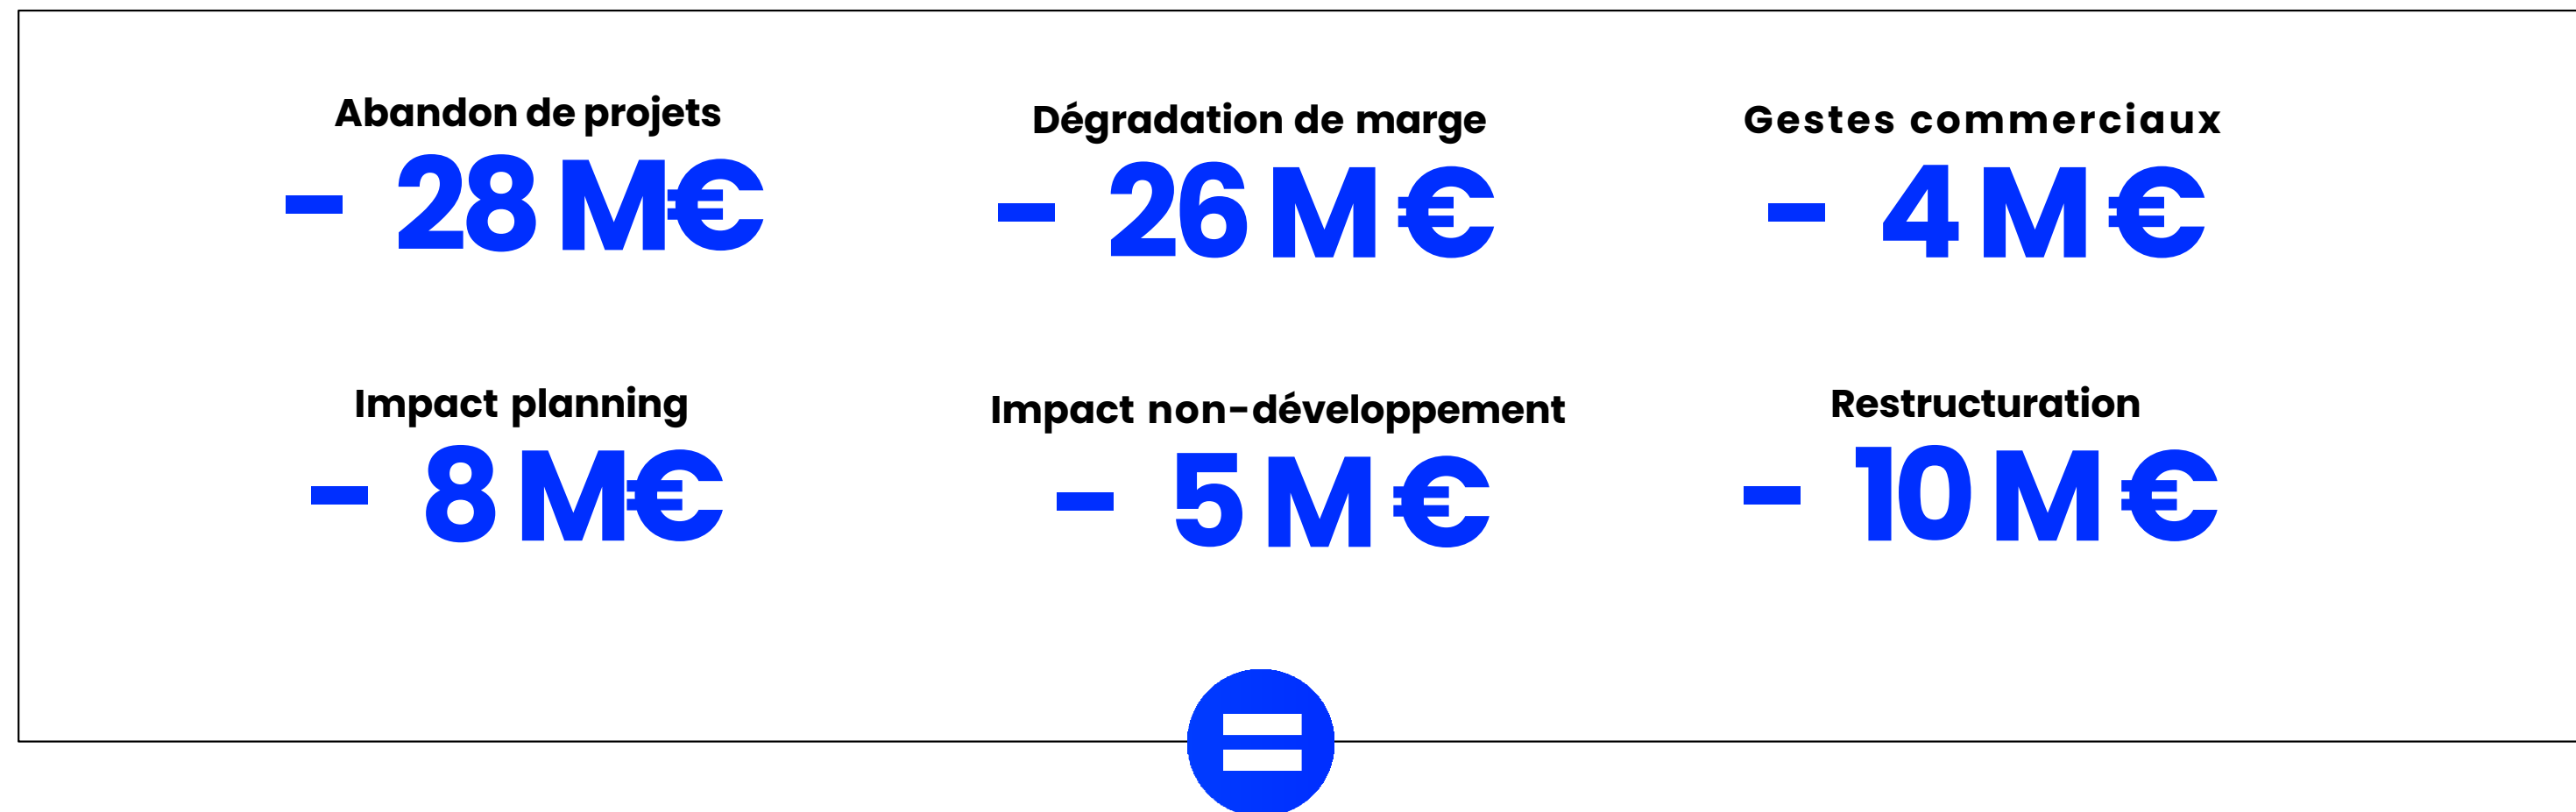 Abandon de projets
- 28 M€
Dégradation de marge
- 26 M€
Gestes commerciaux
- 4 M€
Impact planning
- 8 M€
Impact non-développement
- 5 M€
Restructuration
- 10 M€
=